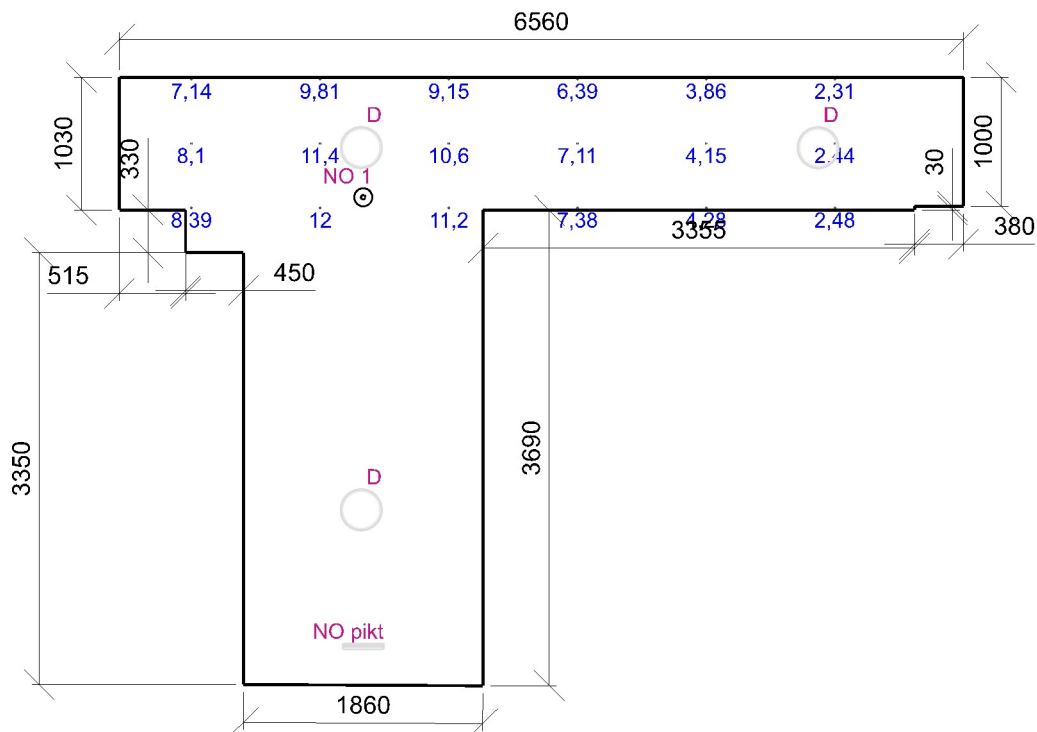 6560
7,14 9,81 9,15 6,39 3,86 2,31
D D
1030 330 8,1 11,4 10,6 7,11 4,15 2,44 30 1000
NO 1
8,39 12 11,2 7,38 4,28 2,48
3355 380
515 450
3350 3690
D
NO pikt
1860